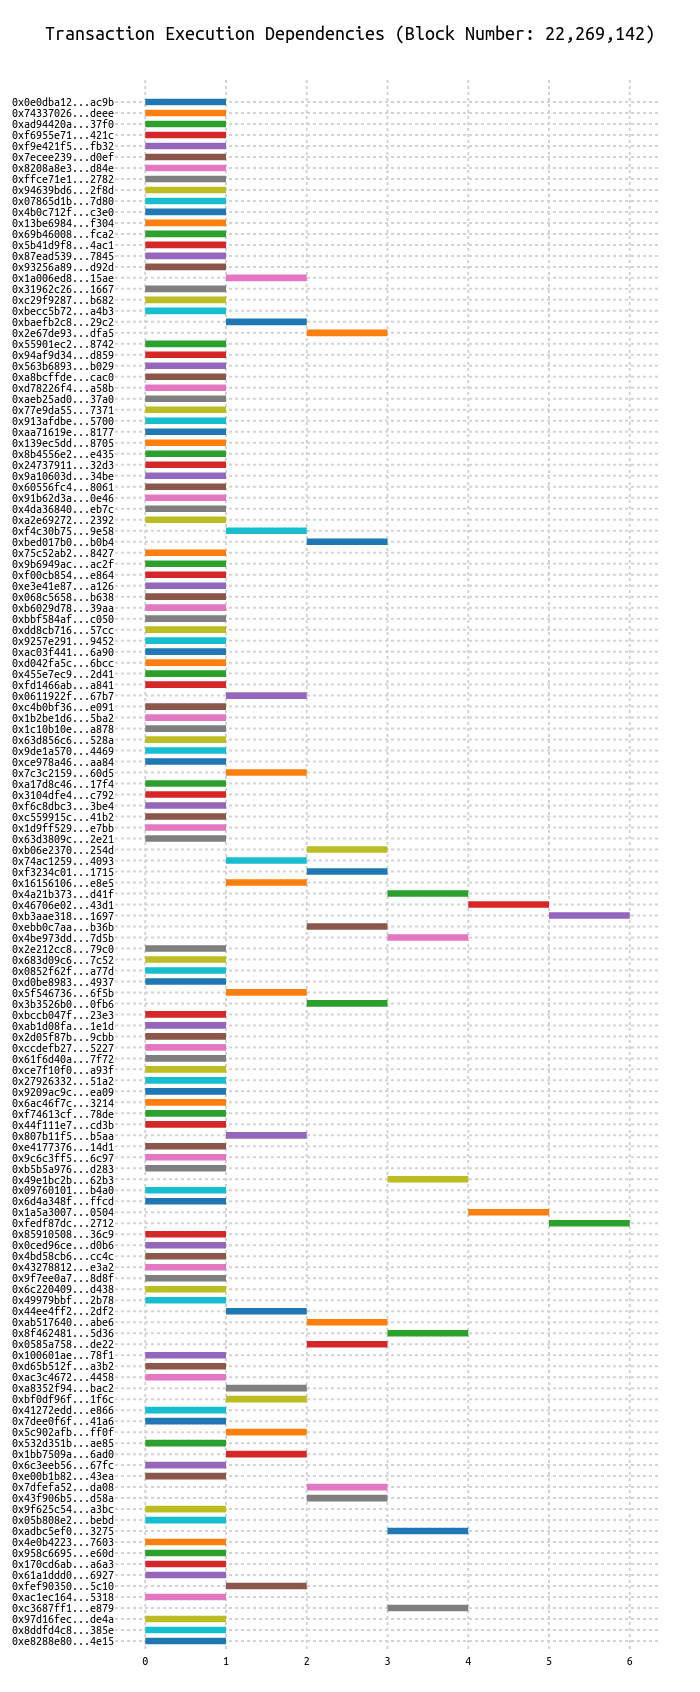 Transaction Execution Dependencies (Block Number: 22,269,142)
0x0e0dba12...ac9b
0x74337026...deee
0xad94420a...37f0
0xf6955e71...421c
0xf9e421f5...fb32
0x7ecee239...d0ef
0x8208a8e3...d84e
0xffce71e1...2782
0x94639bd6...2f8d
0x07865d1b...7d80
0x4b0c712f...c3e0
0x13be6984...f304
0x69b46008...fca2
0x5b41d9f8...4ac1
0x87ead539...7845
0x93256a89...d92d
0x1a006ed8...15ae
0x31962c26...1667
0xc29f9287...b682
0xbecc5b72...a4b3
0xbaefb2c8...29c2
0x2e67de93...dfa5
0x55901ec2...8742
0x94af9d34...d859
0x563b6893...b029
0xa8bcffde...cac0
0xd78226f4...a58b
0xaeb25ad0...37a0
0x77e9da55...7371
0x913afdbe...5700
0xaa71619e...8177
0x139ec5dd...8705
0x8b4556e2...e435
0x24737911...32d3
0x9a10603d...34be
0x60556fc4...8061
0x91b62d3a...0e46
0x4da36840...eb7c
0xa2e69272...2392
0xf4c30b75...9e58
0xbed017b0...b0b4
0x75c52ab2...8427
0x9b6949ac...ac2f
0xf00cb854...e864
0xe3e41e87...a126
0x068c5658...b638
0xb6029d78...39aa
0xbbf584af...c050
0xdd8cb716...57cc
0x9257e291...9452
0xac03f441...6a90
0xd042fa5c...6bcc
0x455e7ec9...2d41
0xfd1466ab...a841
0x0611922f...67b7
0xc4b0bf36...e091
0x1b2be1d6...5ba2
0x1c10b10e...a878
0x63d856c6...528a
0x9de1a570...4469
0xce978a46...aa84
0x7c3c2159...60d5
0xa17d8c46...17f4
0x3104dfe4...c792
0xf6c8dbc3...3be4
0xc559915c...41b2
0x1d9ff529...e7bb
0x63d3809c...2e21
0xb06e2370...254d
0x74ac1259...4093
0xf3234c01...1715
0x16156106...e8e5
0x4a21b373...d41f
0x46706e02...43d1
0xb3aae318...1697
0xebb0c7aa...b36b
0x4be973dd...7d5b
0x2e212cc8...79c0
0x683d09c6...7c52
0x0852f62f...a77d
0xd0be8983...4937
0x5f546736...6f5b
0x3b3526b0...0fb6
0xbccb047f...23e3
0xab1d08fa...1e1d
0x2d05f87b...9cbb
0xccdefb27...5227
0x61f6d40a...7f72
0xce7f10f0...a93f
0x27926332...51a2
0x9209ac9c...ea09
0x6ac46f7c...3214
0xf74613cf...78de
0x44f111e7...cd3b
0x807b11f5...b5aa
0xe4177376...14d1
0x9c6c3ff5...6c97
0xb5b5a976...d283
0x49e1bc2b...62b3
0x09760101...b4a0
0x6d4a348f...ffcd
0x1a5a3007...0504
0xfedf87dc...2712
0x85910508...36c9
0x0ced96ce...d0b6
0x4bd58cb6...cc4c
0x43278812...e3a2
0x9f7ee0a7...8d8f
0x6c220409...d438
0x49979bbf...2b78
0x44ee4ff2...2df2
0xab517640...abe6
0x8f462481...5d36
0x0585a758...de22
0x100601ae...78f1
0xd65b512f...a3b2
0xac3c4672...4458
0xa8352f94...bac2
0xbf0df96f...1f6c
0x41272edd...e866
0x7dee0f6f...41a6
0x5c902afb...ff0f
0x532d351b...ae85
0x1bb7509a...6ad0
0x6c3eeb56...67fc
0xe00b1b82...43ea
0x7dfefa52...da08
0x43f906b5...d58a
0x9f625c54...a3bc
0x05b808e2...bebd
0xadbc5ef0...3275
0x4e0b4223...7603
0x958c6695...e60d
0x170cd6ab...a6a3
0x61a1ddd0...6927
0xfef90350...5c10
0xac1ec164...5318
0xc3687ff1...e879
0x97d16fec...de4a
0x8ddfd4c8...385e
0xe8288e80...4e15
0 1 2 3 4 5 6